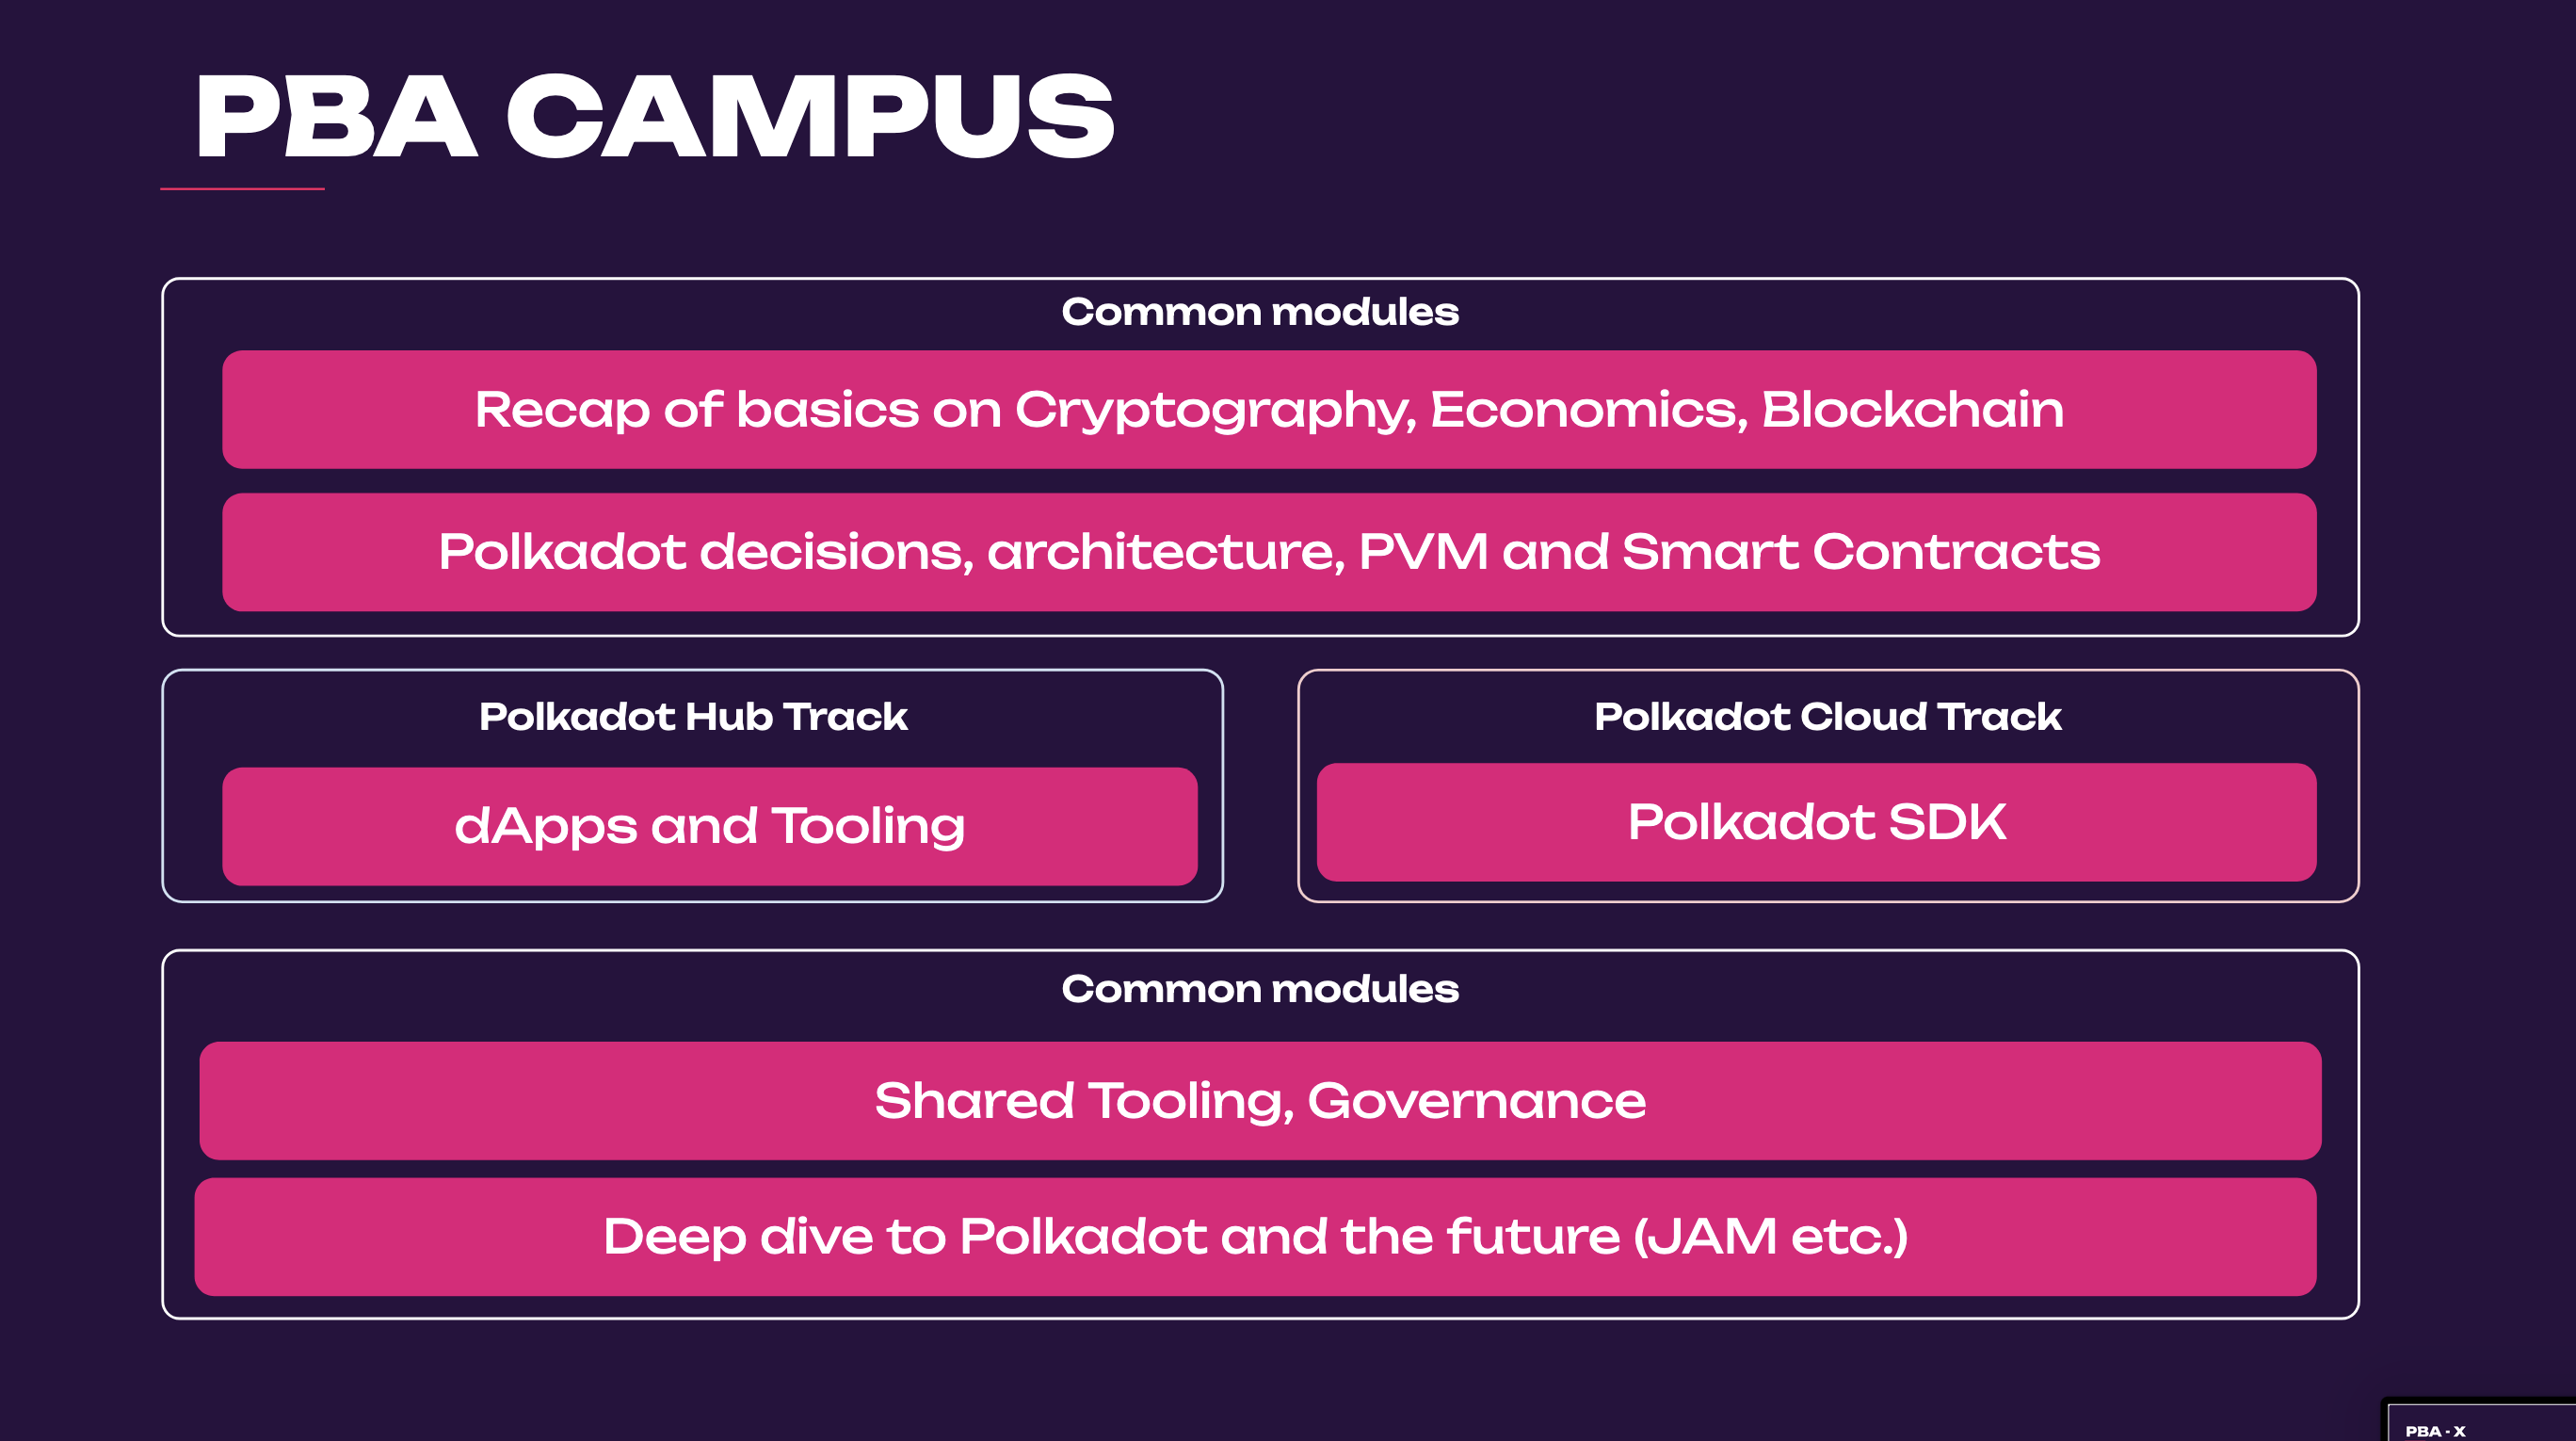 PBA CAMPUS
Common modules
Recap of basics on Cryptography, Economics, Blockchain
Polkadot decisions, architecture, PVM and Smart Contracts
Polkadot Hub Track
dApps and Tooling
Polkadot Cloud Track
Polkadot SDK
Common modules
Shared Tooling, Governance
Deep dive to Polkadot and the future (JAM etc.)
PBA - X